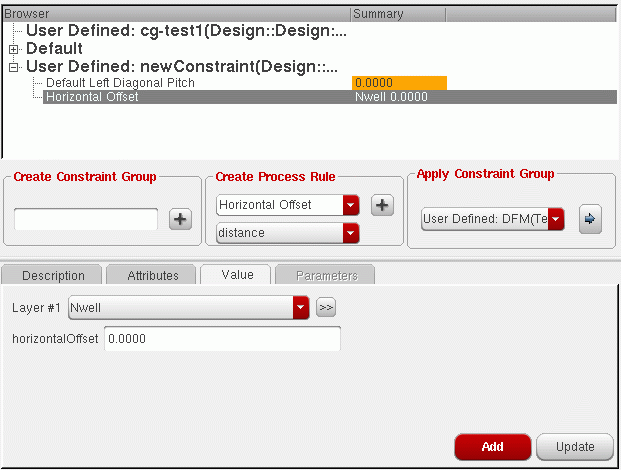 Browser Summary
User Defined: cg-test1(Design::Design:...
Default
User Defined: newConstraint(Design::...
Default Left Diagonal Pitch 0.0000
Horizontal Offset Nwell 0.0000
Create Constraint Group Create Process Rule Apply Constraint Group
Horizontal Offset
User Defined: DFM(Te
distance
Description Attributes Value Parameters
Layer #1 Nwell >>
horizontalOffset 0.0000
Add Update